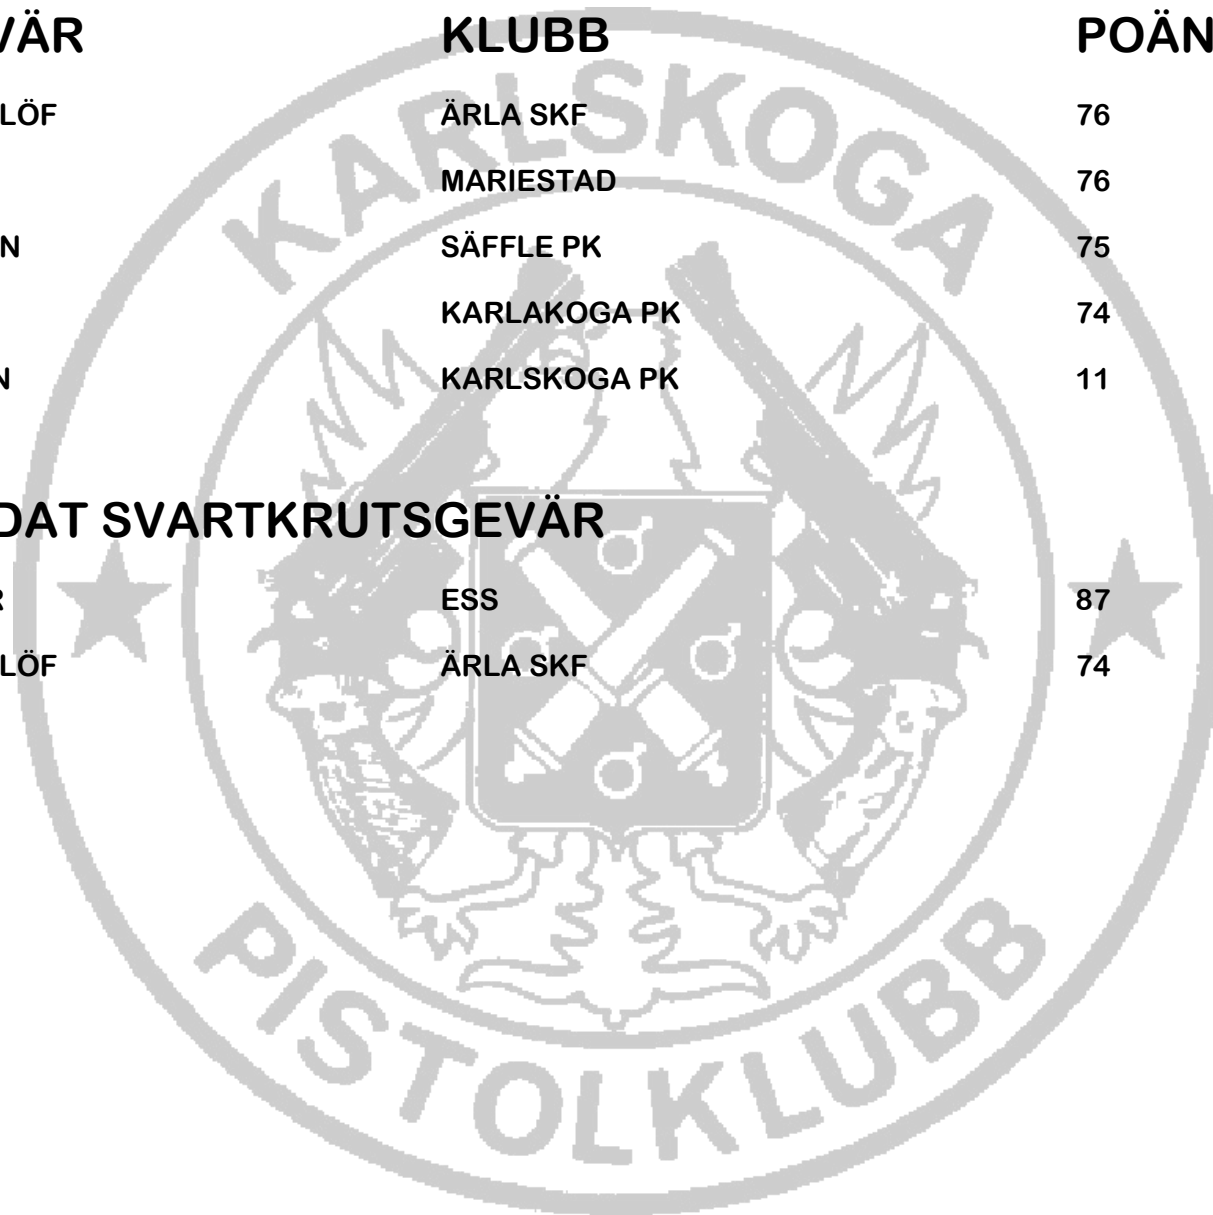 VÄR KLUBB POÄN
LÖF ÄRLA SKF 76
MARIESTAD 76
N SÄFFLE PK 75
KARLAKOGA PK 74
N KARLSKOGA PK 11
DAT SVARTKRUTSGEVÄR
R ESS 87
LÖF ÄRLA SKF 74
KARLSKOGA
PISTOLKLUBB